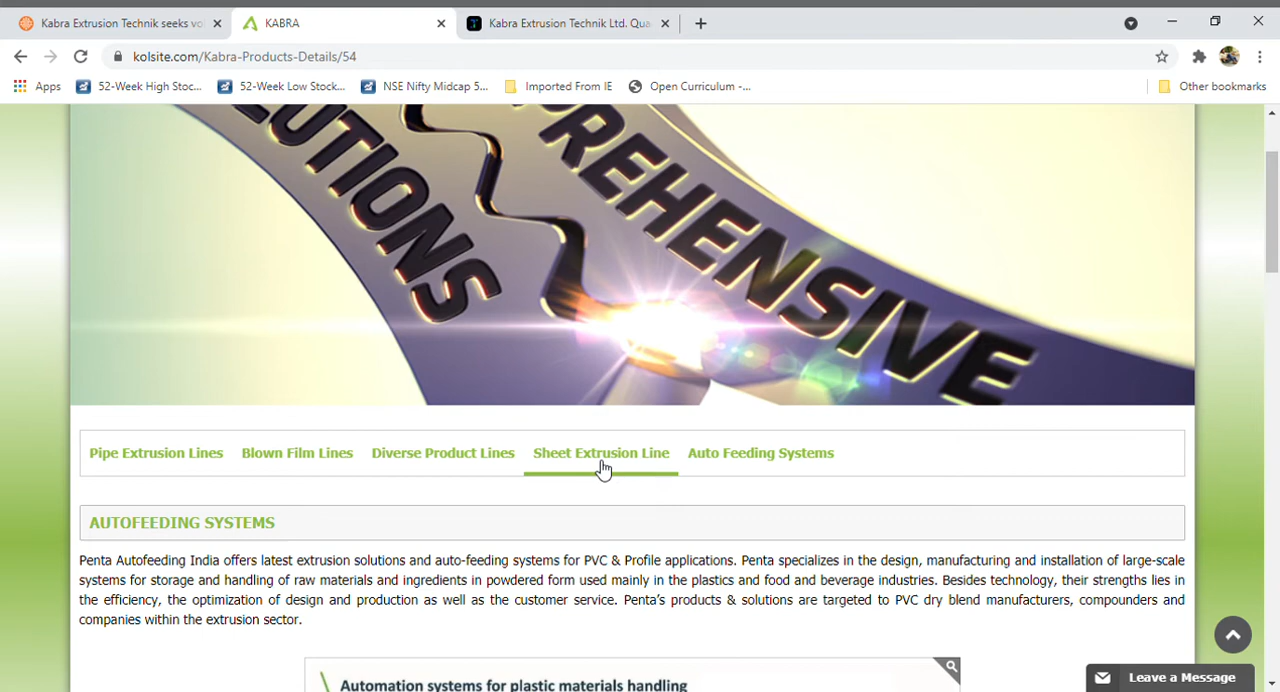 Kabra Extrusion Technik seeks vo
KABRA
Kabra Extrusion Technik Ltd. Qua
kolsite.com/Kabra-Products-Details/54
Apps
52-Week High Stoc...
52-Week Low Stock...
NSE Nifty Midcap 5...
Imported From IE
Open Curriculum -...
Other bookmarks
LUTIONS
PREHENSIVE
Pipe Extrusion Lines
Blown Film Lines
Diverse Product Lines
Sheet Extrusion Line
Auto Feeding Systems
AUTOFEEDING SYSTEMS
Penta Autofeeding India offers latest extrusion solutions and auto-feeding systems for PVC & Profile applications. Penta specializes in the design, manufacturing and installation of large-scale
systems for storage and handling of raw materials and ingredients in powdered form used mainly in the plastics and food and beverage industries. Besides technology, their strengths lies in
the efficiency, the optimization of design and production as well as the customer service. Penta's products & solutions are targeted to PVC dry blend manufacturers, compounders and
companies within the extrusion sector.
Automation systems for plastic materials handling
Leave a Message